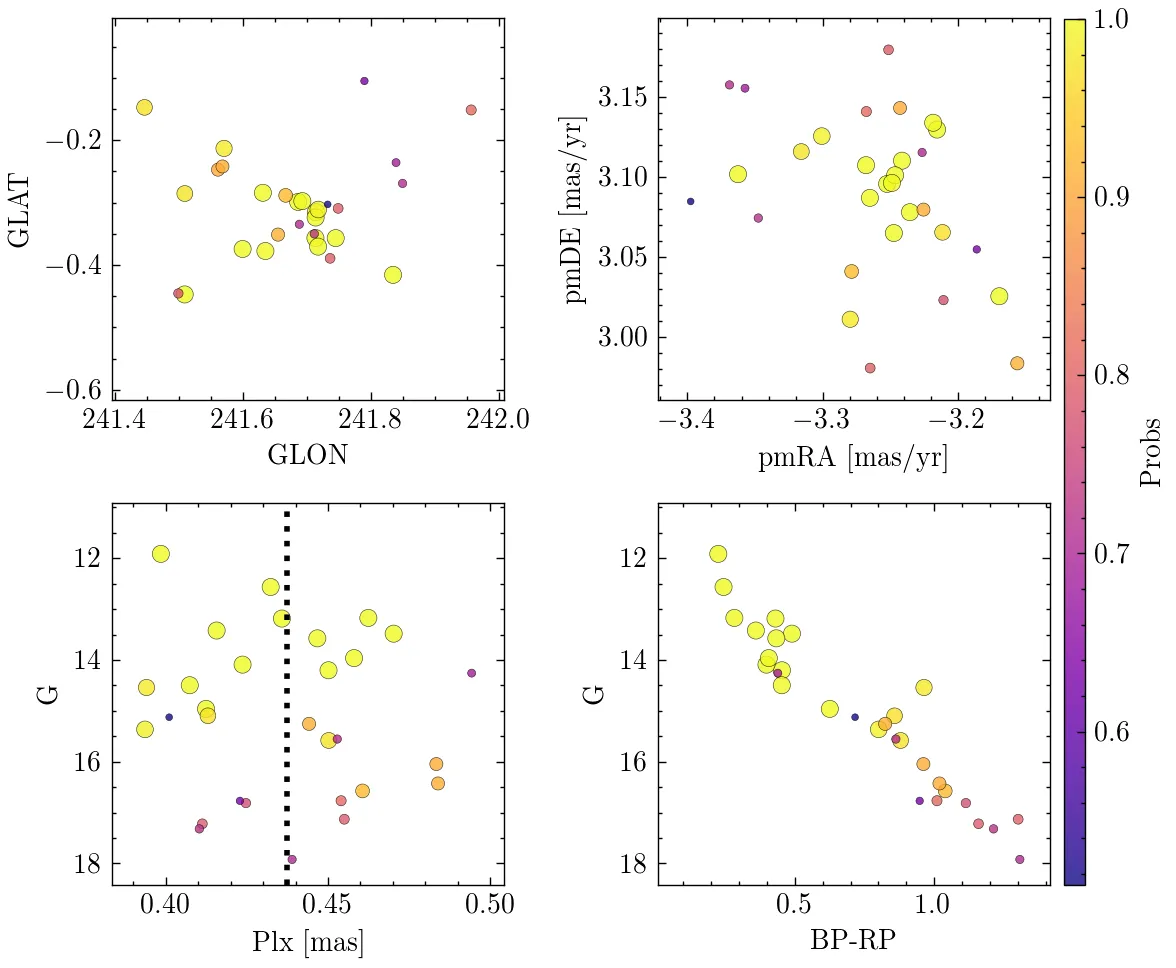 −0.2
−0.4
−0.6
GLAT
241.4 241.6 241.8 242.0
GLON
3.15
3.10
3.05
3.00
pmDE [mas/yr]
−3.4 −3.3 −3.2
pmRA [mas/yr]
12
14
16
18
G
0.40 0.45 0.50
Plx [mas]
12
14
16
18
G
0.5 1.0
BP-RP
1.0
0.9
0.8
0.7
0.6
Probs